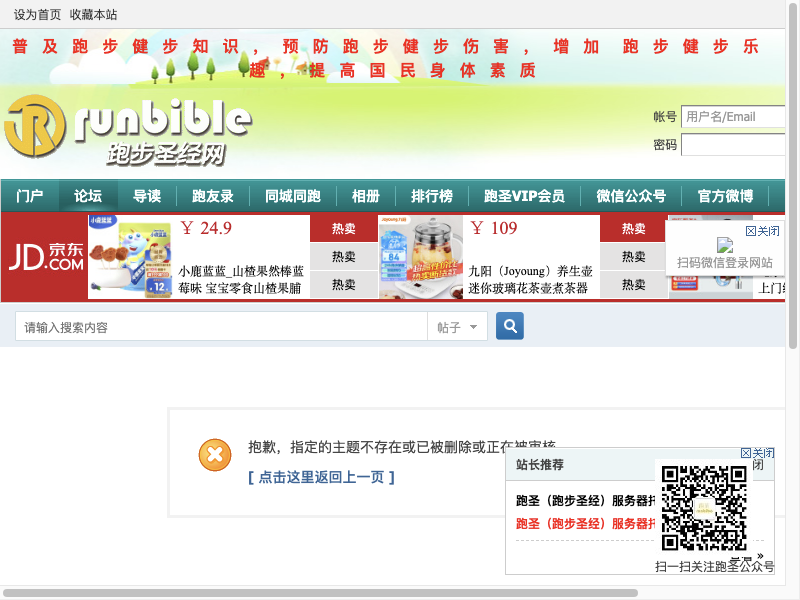 设为首页 收藏本站
普及跑步健步知识，预防跑步健步伤害，增加 跑步健步乐
趣，提高国民身体素质
runbible
跑步圣经网
帐号 用户名/Email
密码
门户 论坛 导读 跑友录 同城同跑 相册 排行榜 跑圣VIP会员 微信公众号 官方微博
JD.京东
.COM
¥ 24.9
小鹿蓝蓝_山楂果然棒蓝
莓味 宝宝零食山楂果脯
热卖
热卖
热卖
¥ 109
九阳（Joyoung）养生壶
迷你玻璃花茶壶煮茶器
热卖
热卖
热卖
关闭
扫码微信登录网站
上门
请输入搜索内容 帖子
抱歉，指定的主题不存在或已被删除或正在被审核
[ 点击这里返回上一页 ]
关闭
站长推荐
闭
跑圣（跑步圣经）服务器
跑圣（跑步圣经）服务器
»
扫一扫关注跑圣公众号